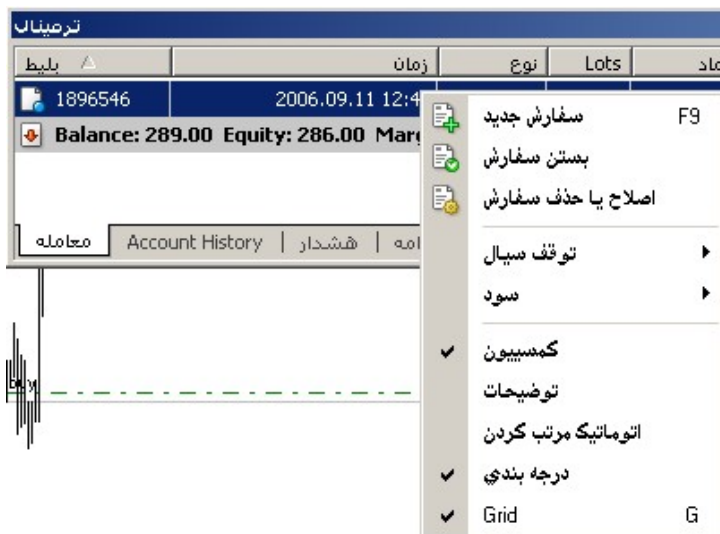 ترمینال
بلیط زمان نوع Lots
1896546 2006.09.11 12:4
Balance: 289.00 Equity: 286.00
معامله Account History هشدار
سفارش جدید F9
بستن سفارش
اصلاح یا حذف سفارش
توقف سیال
سود
کمسییون
توضیحات
اتوماتیک مرتب کردن
درجه بندي
Grid G